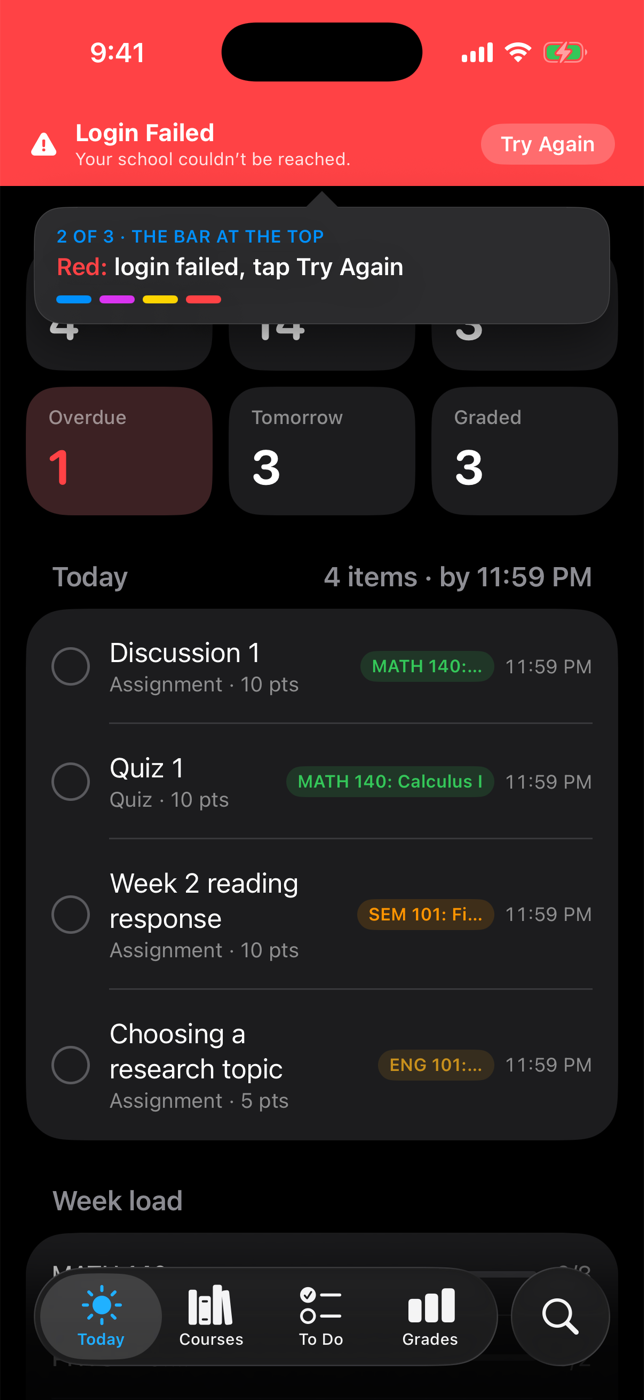 9:41
Login Failed
Your school couldn't be reached.
Try Again
2 OF 3 · THE BAR AT THE TOP
Red: login failed, tap Try Again
4 14 3
Overdue Tomorrow Graded
1 3 3
Today 4 items · by 11:59 PM
Discussion 1
Assignment · 10 pts
MATH 140:... 11:59 PM
Quiz 1
Quiz · 10 pts
MATH 140: Calculus I 11:59 PM
Week 2 reading
response
Assignment · 10 pts
SEM 101: Fi... 11:59 PM
Choosing a
research topic
Assignment · 5 pts
ENG 101:... 11:59 PM
Week load
Today Courses To Do Grades